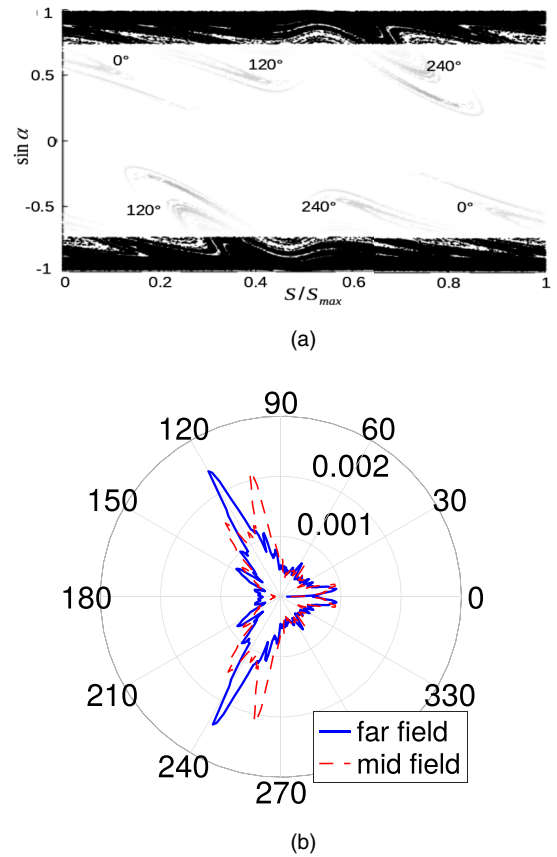 1
0.5
0
-0.5
-1
sin α
0° 120° 240°
120° 240° 0°
0 0.2 0.4 0.6 0.8 1
S/S_max
(a)
90
120 60
0.002
150 30
0.001
180 0
210 330
240
270
far field
mid field
(b)